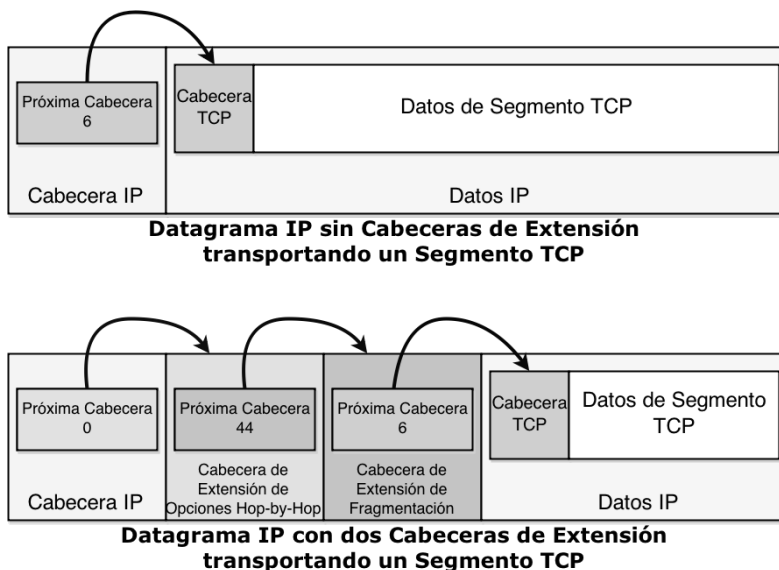 Próxima Cabecera
6
Cabecera
TCP
Datos de Segmento TCP
Cabecera IP
Datos IP
Datagrama IP sin Cabeceras de Extensión
transportando un Segmento TCP
Próxima Cabecera
0
Próxima Cabecera
44
Próxima Cabecera
6
Cabecera
TCP
Datos de Segmento
TCP
Cabecera IP
Cabecera de
Extensión de
Opciones Hop-by-Hop
Cabecera de
Extensión de
Fragmentación
Datos IP
Datagrama IP con dos Cabeceras de Extensión
transportando un Segmento TCP